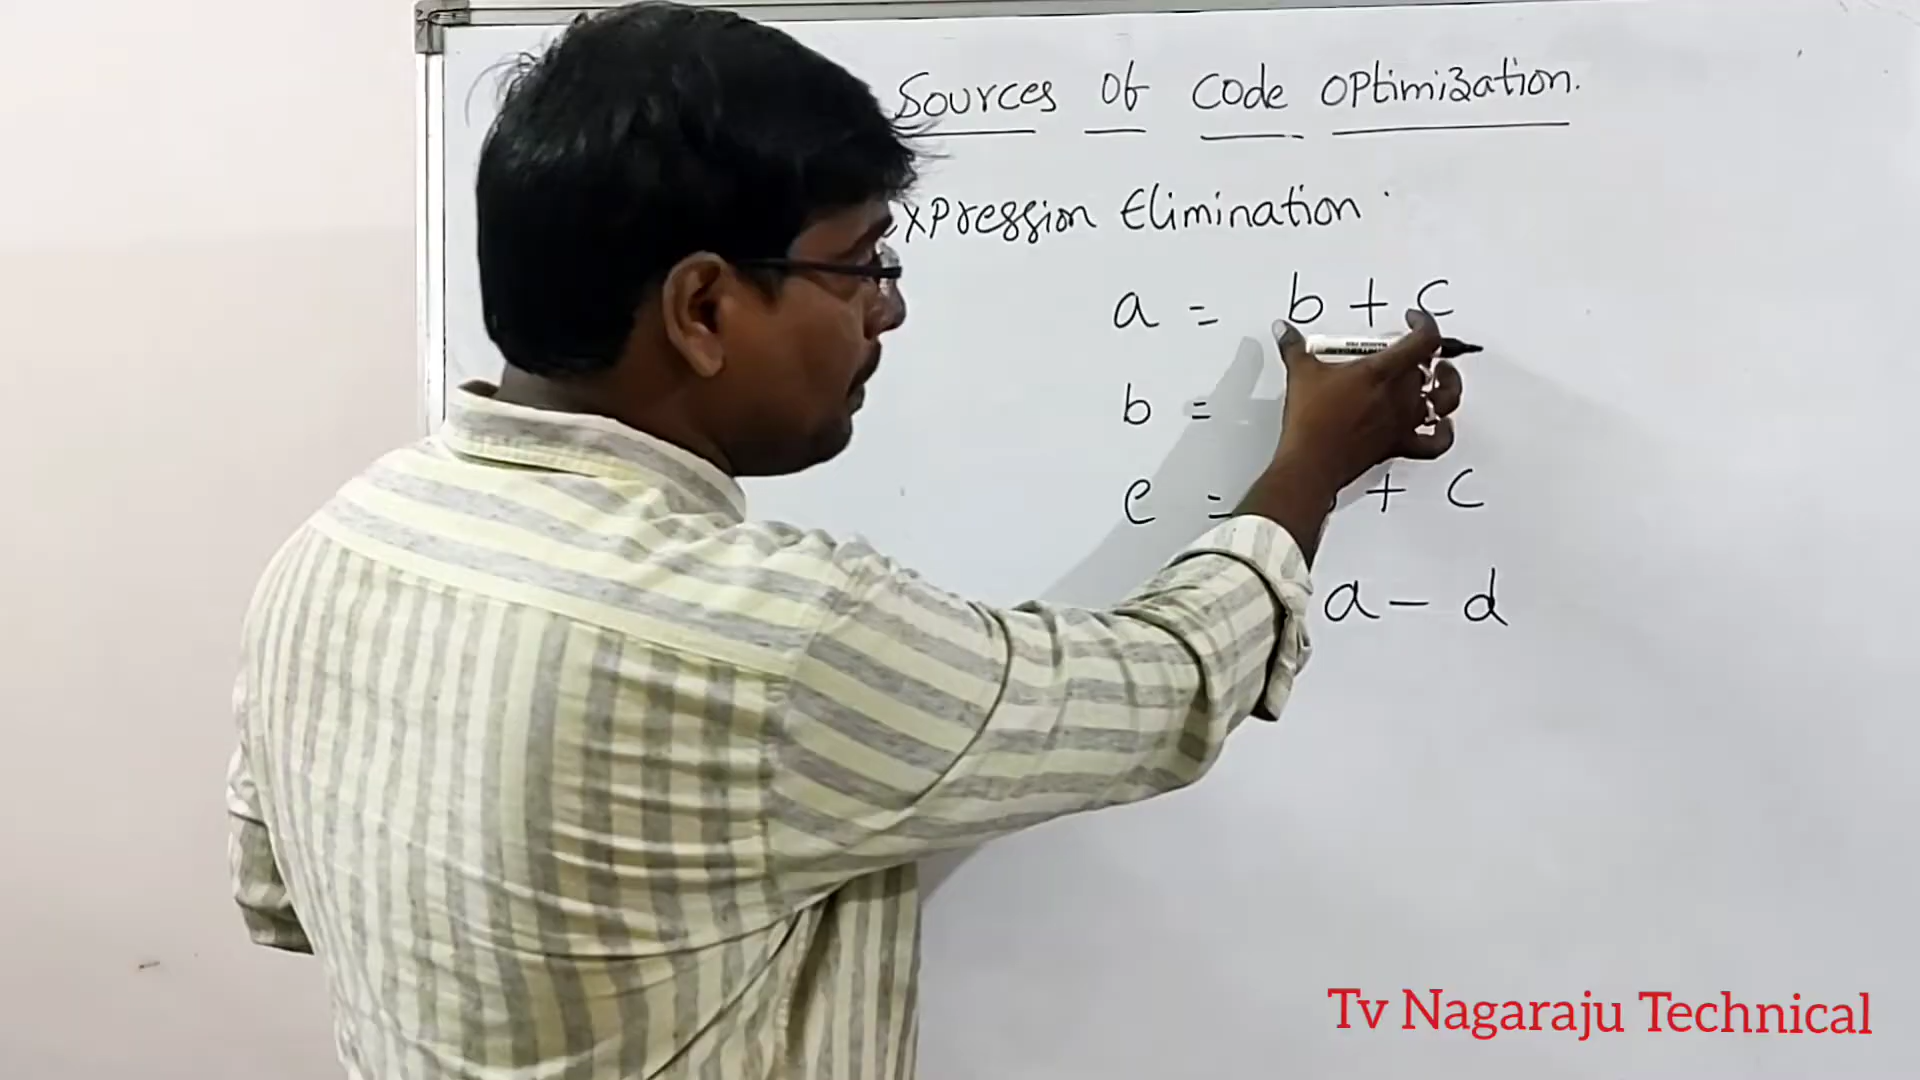 Sources Of Code Optimization.
Expression Elimination
a = b + c
b =
e = + c
a - d
Tv Nagaraju Technical